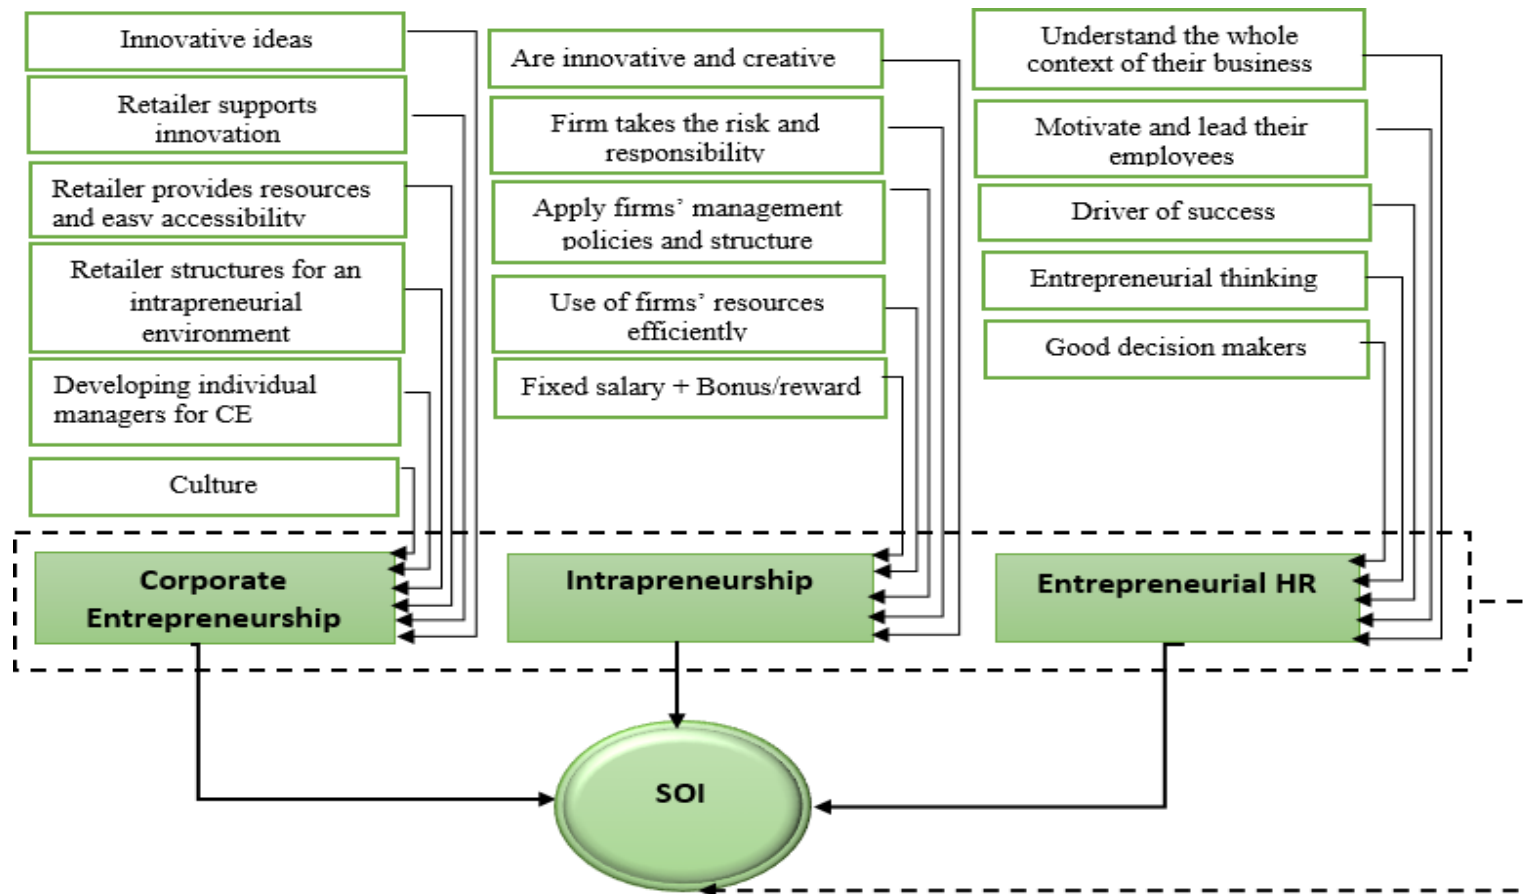 Innovative ideas
Retailer supports
innovation
Retailer provides resources
and easy accessibility
Retailer structures for an
intrapreneurial
environment
Developing individual
managers for CE
Culture
Are innovative and creative
Firm takes the risk and
responsibility
Apply firms’ management
policies and structure
Use of firms’ resources
efficiently
Fixed salary + Bonus/reward
Understand the whole
context of their business
Motivate and lead their
employees
Driver of success
Entrepreneurial thinking
Good decision makers
Corporate
Entrepreneurship
Intrapreneurship
Entrepreneurial HR
SOI